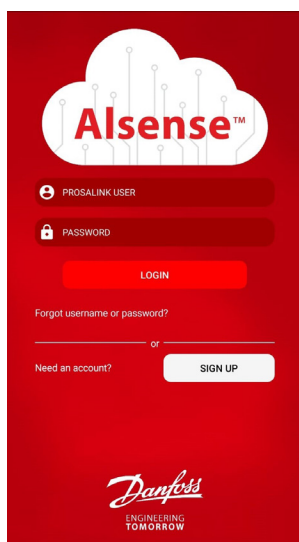 Alsense™
PROSALINK USER
PASSWORD
LOGIN
Forgot username or password?
or
Need an account?
SIGN UP
Danfoss
ENGINEERING
TOMORROW